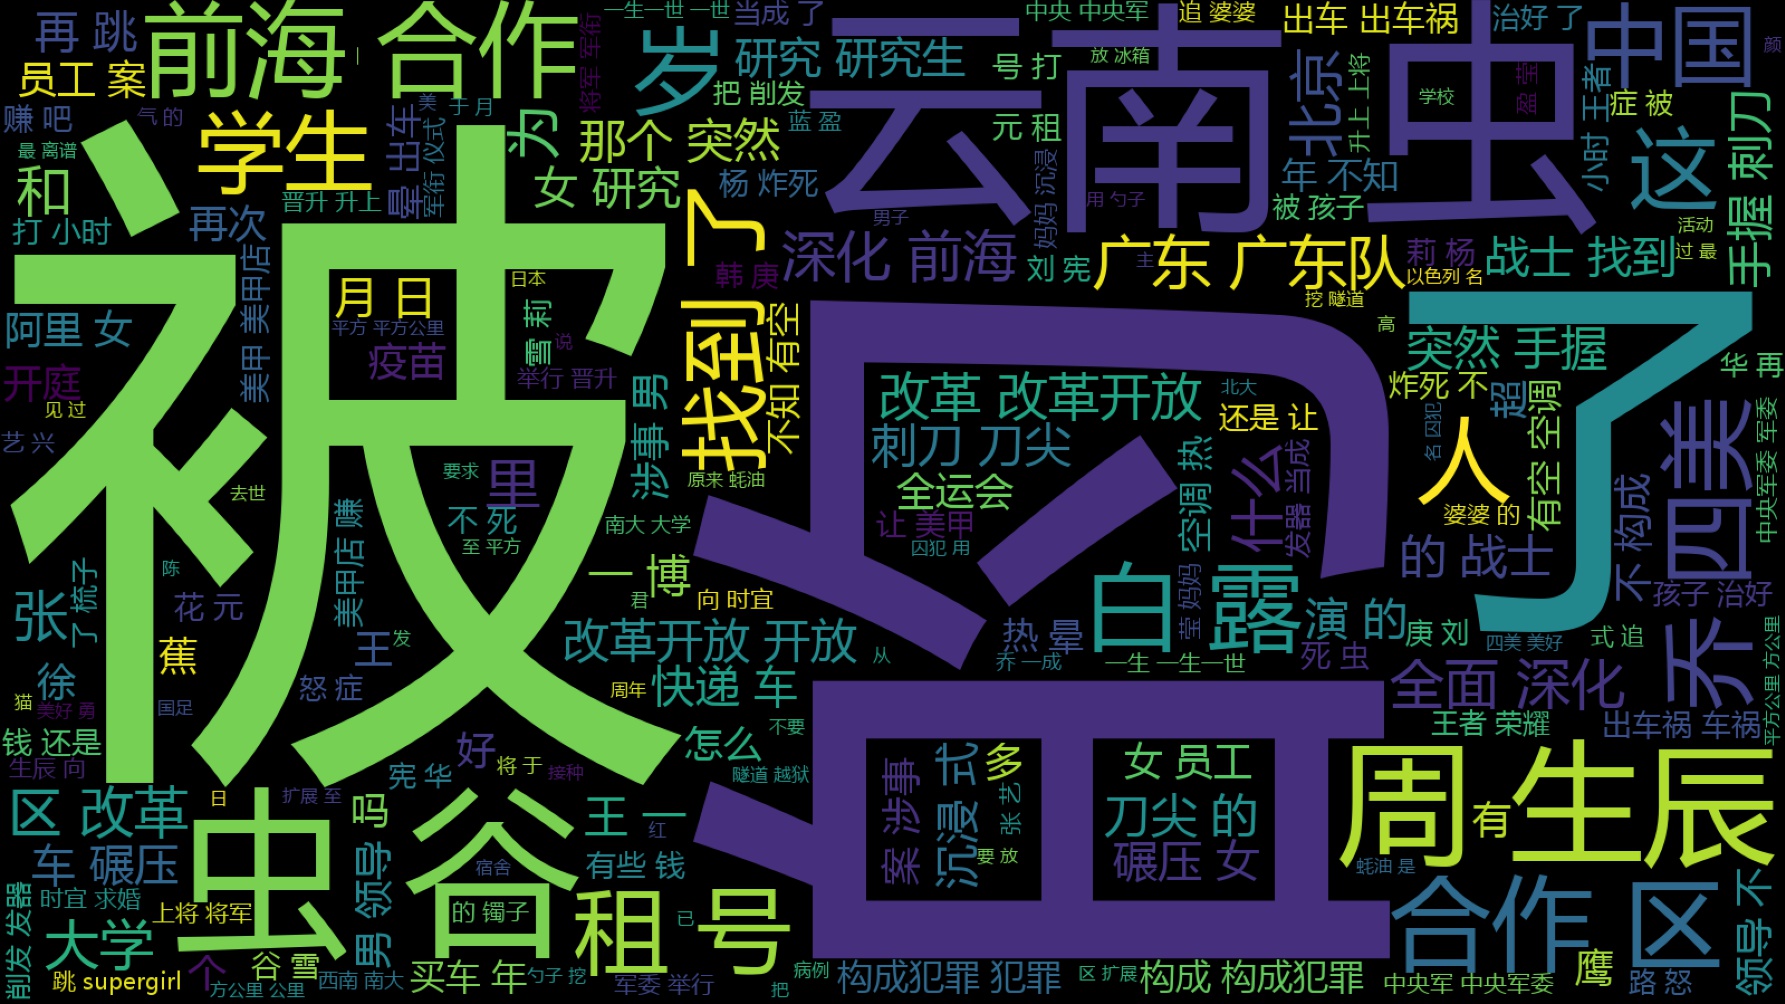 再 跳
前海 合作
一生一世 一世
当成 了
中央 中央军
追 婆婆
出车 出车祸
治好 了
中国
颜
员工 案
岁
研究 研究生
号 打
放 冰箱
云南 虫
北京
升上 上将
王者
盈 莹
学校
将军 军衔
把 削发
症 被
赚 吧
气 的
学生
美
于 月
为
那个 突然
蓝 盈
元 租
最 离谱
出车
晕
军衔 仪式
小时
这
手握 刺刀
和
女 研究
杨 炸死
妈妈 沉浸
用 勺子
年 不知
晋升 升上
被 孩子
打 小时
再次
了
男子
活动
被
深化 前海
刘 宪
主
广东 广东队
莉 杨
战士 找到
过 最
韩 庚
以色列 名
月 日
日本
挖 隧道
阿里 女
美甲 美甲店
平方 平方公里
雪 莉
说
找到
不知 有空
凶
高
突然 手握
了
疫苗
开庭
举行 晋升
华 再
改革 改革开放
北大
炸死 不
超
有空 空调
见 过
涉事 男
还是 让
名 囚犯
人
乔 四美
中央军委 军委
艺 兴
刺刀 刀尖
空调 热
什么
发器 当成
要求
里
原来 蚝油
全运会
去世
不 死
南大 大学
让 美甲
婆婆 的
至 平方
囚犯 用
的 战士
不 构成
美甲店 赚
陈
一 博
白露
了 梳子
张
花 元
君
向 时宜
莹 妈妈
孩子 治好
热 晕
演 的
庚 刘
式 追
王
发
改革开放 开放
从
四美 美好
蕉
乔 一成
一生 一生一世
死 虫
徐
怒 症
周年
快递 车
全面 深化
平方公里 方公里
猫
美好 勇
国足
王者 荣耀
出车祸 车祸
钱 还是
好
不要
怎么
生辰 向
宪 华
将 于
接种
隧道 越狱
案 涉事
沉浸 式
多
女 员工
周生辰
区 改革
日
扩展 至
吗
虫谷
王 一
红
张 艺
刀尖 的
有
车 碾压
男 领导
宿舍
有些 钱
要 放
碾压 女
蚝油 是
削发 发器
时宜 求婚
上将 将军
的 镯子
租号
已
合作 区
领导 不
大学
个
谷 雪
跳 supergirl
方公里 公里
西南 南大
买车 年
勺子 挖
军委 举行
把
病例
构成犯罪 犯罪
区 扩展
构成 构成犯罪
中央军 中央军委
鹰
路 怒